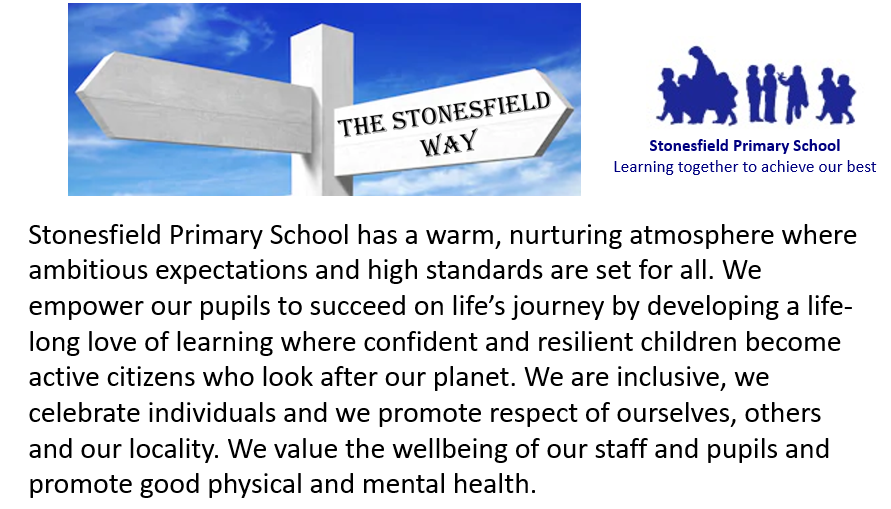 THE STONESFIELD
WAY
Stonesfield Primary School
Learning together to achieve our best
Stonesfield Primary School has a warm, nurturing atmosphere where
ambitious expectations and high standards are set for all. We
empower our pupils to succeed on life’s journey by developing a life-
long love of learning where confident and resilient children become
active citizens who look after our planet. We are inclusive, we
celebrate individuals and we promote respect of ourselves, others
and our locality. We value the wellbeing of our staff and pupils and
promote good physical and mental health.